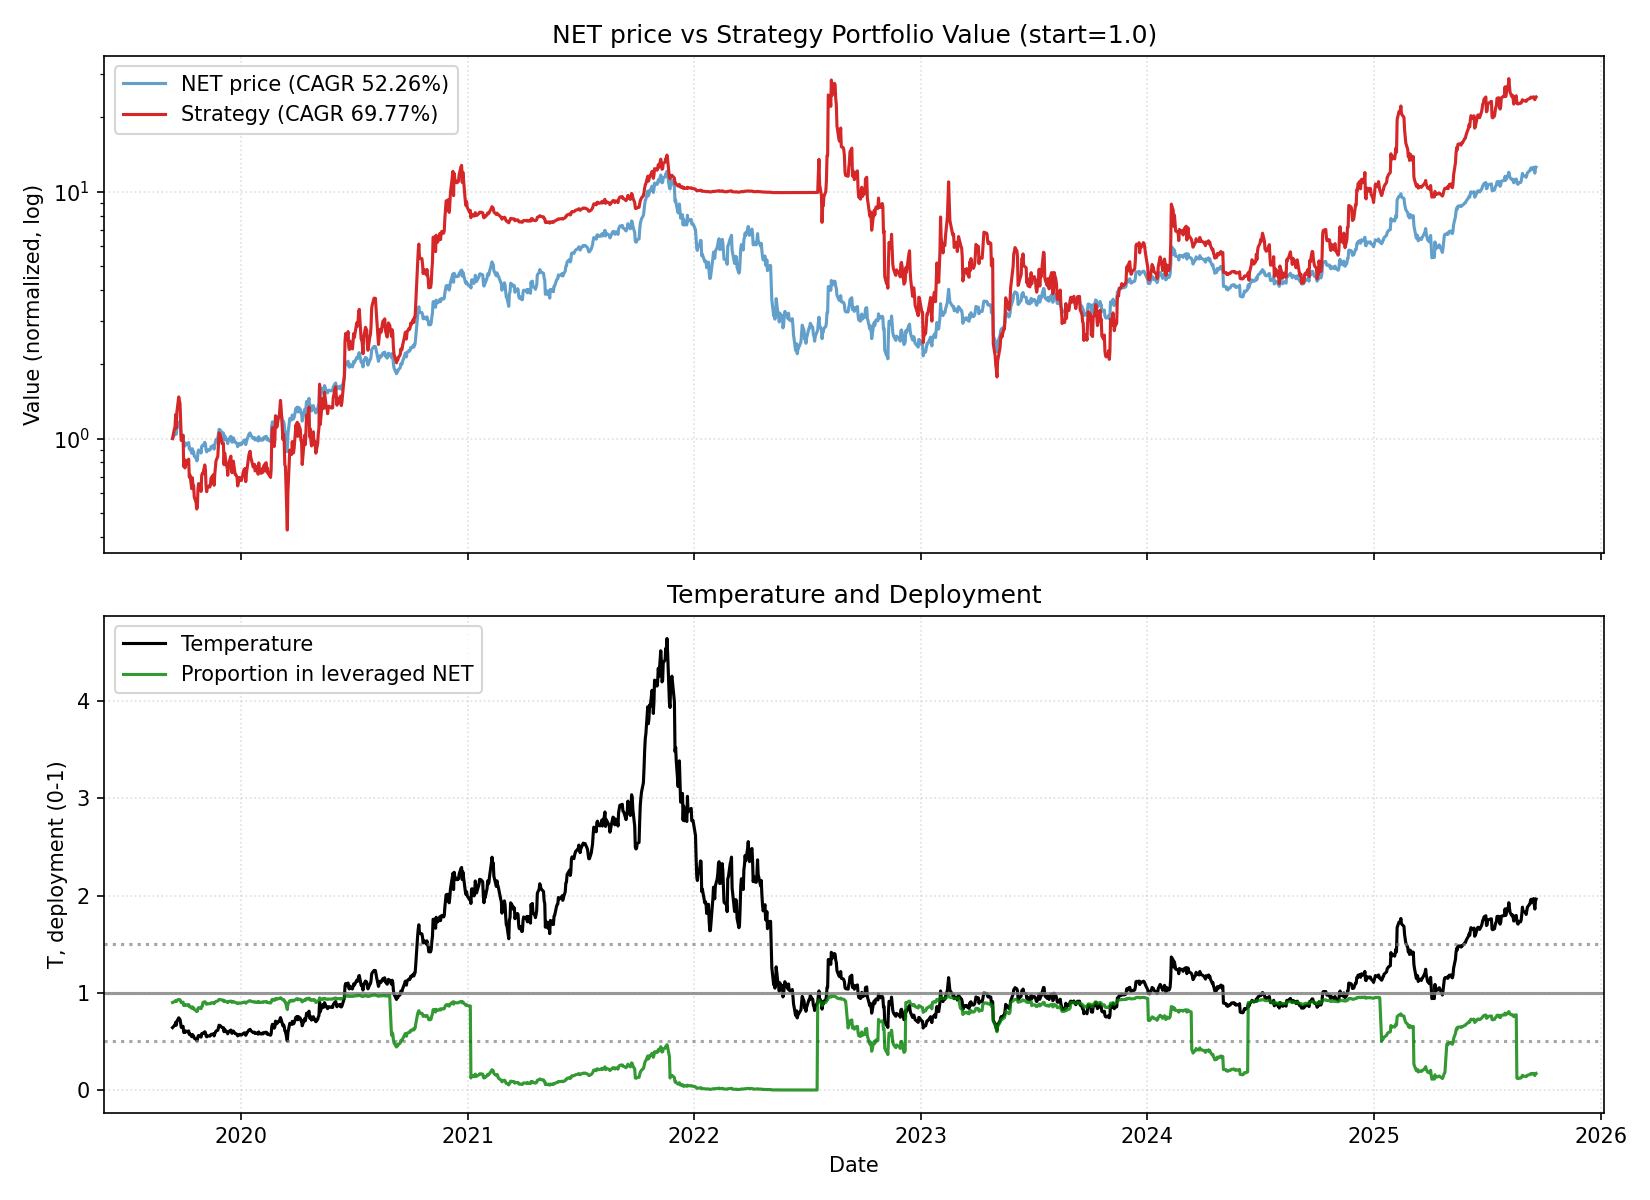 NET price vs Strategy Portfolio Value (start=1.0)
NET price (CAGR 52.26%)
Strategy (CAGR 69.77%)
Value (normalized, log)
10¹
10⁰
Temperature and Deployment
Temperature
Proportion in leveraged NET
T, deployment (0-1)
4
3
2
1
0
2020 2021 2022 2023 2024 2025 2026
Date